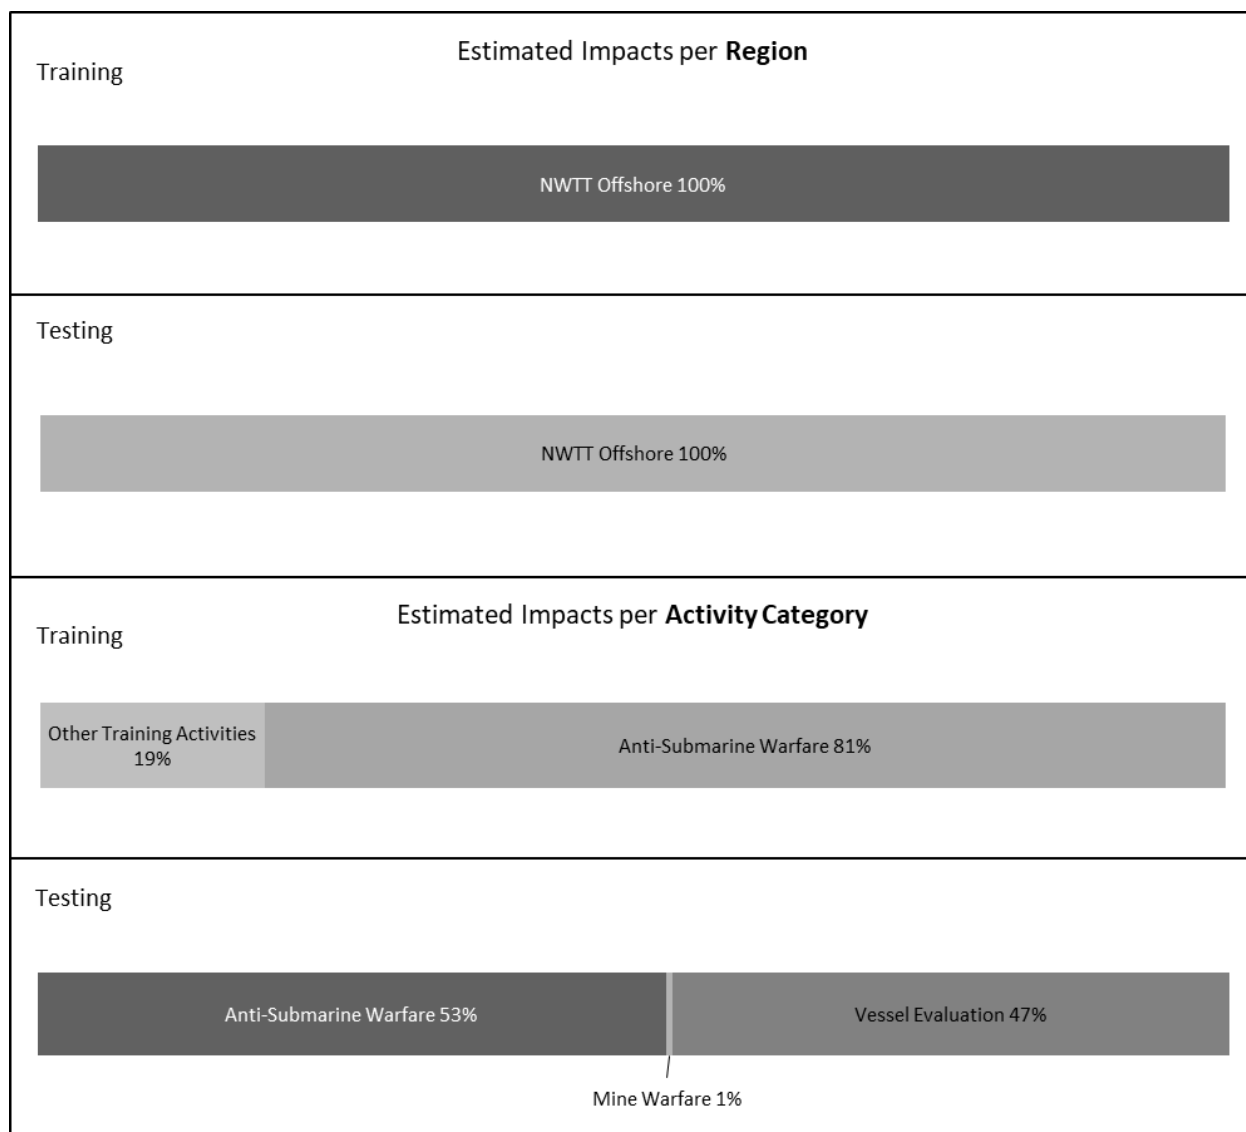 Estimated Impacts per Region
Training
NWTT Offshore 100%
Testing
NWTT Offshore 100%
Estimated Impacts per Activity Category
Training
Other Training Activities
19%
Anti-Submarine Warfare 81%
Testing
Anti-Submarine Warfare 53%
Vessel Evaluation 47%
Mine Warfare 1%